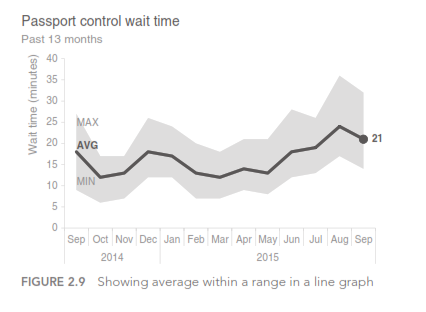 Passport control wait time
Past 13 months
Wait time (minutes)
40
35
30
25
20
15
10
5
0
MAX
AVG
MIN
21
Sep Oct Nov Dec Jan Feb Mar Apr May Jun Jul Aug Sep
2014 2015
FIGURE 2.9 Showing average within a range in a line graph